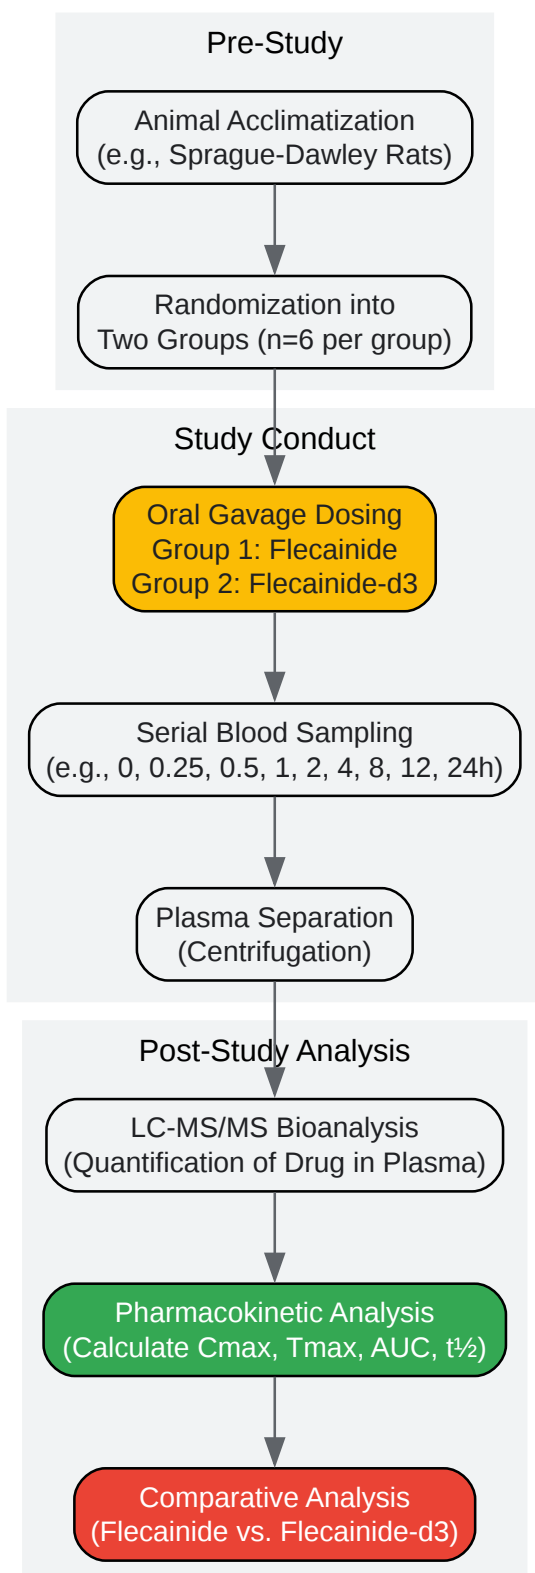 Pre-Study
Animal Acclimatization
(e.g., Sprague-Dawley Rats)
Randomization into
Two Groups (n=6 per group)
Study Conduct
Oral Gavage Dosing
Group 1: Flecainide
Group 2: Flecainide-d3
Serial Blood Sampling
(e.g., 0, 0.25, 0.5, 1, 2, 4, 8, 12, 24h)
Plasma Separation
(Centrifugation)
Post-Study Analysis
LC-MS/MS Bioanalysis
(Quantification of Drug in Plasma)
Pharmacokinetic Analysis
(Calculate Cmax, Tmax, AUC, t½)
Comparative Analysis
(Flecainide vs. Flecainide-d3)